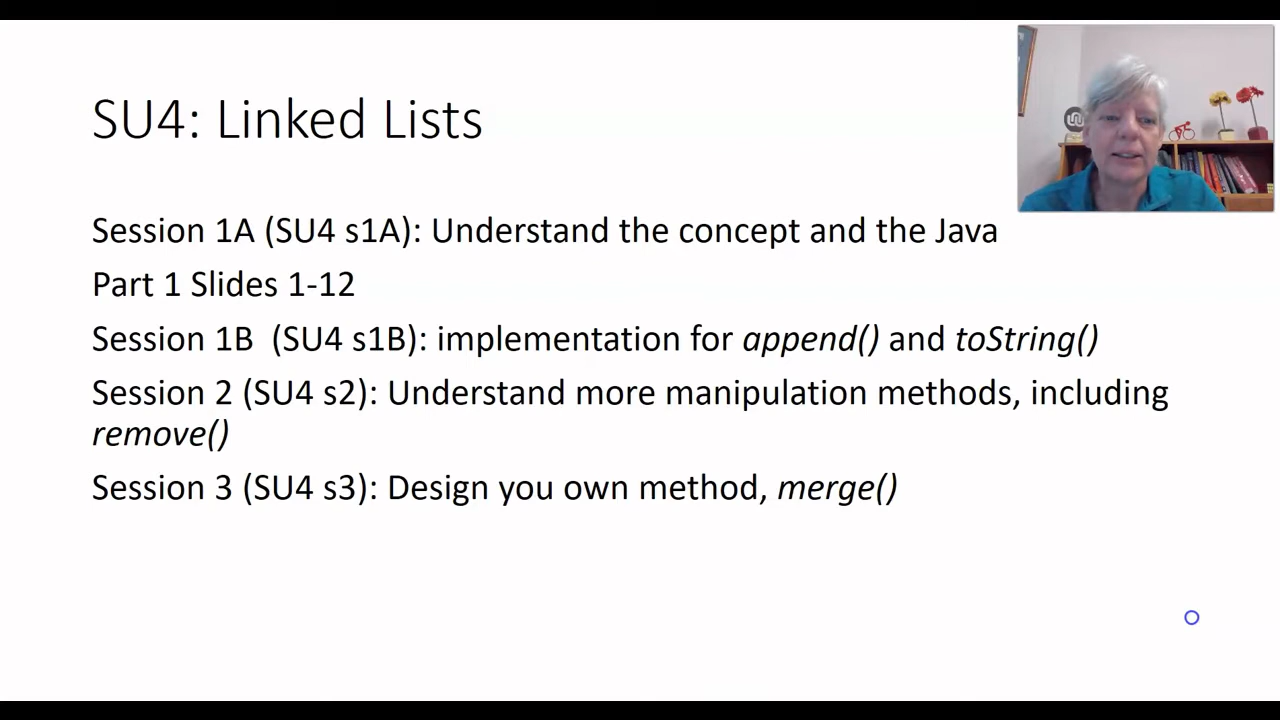 SU4: Linked Lists
Session 1A (SU4 s1A): Understand the concept and the Java
Part 1 Slides 1-12
Session 1B (SU4 s1B): implementation for append() and toString()
Session 2 (SU4 s2): Understand more manipulation methods, including
remove()
Session 3 (SU4 s3): Design you own method, merge()